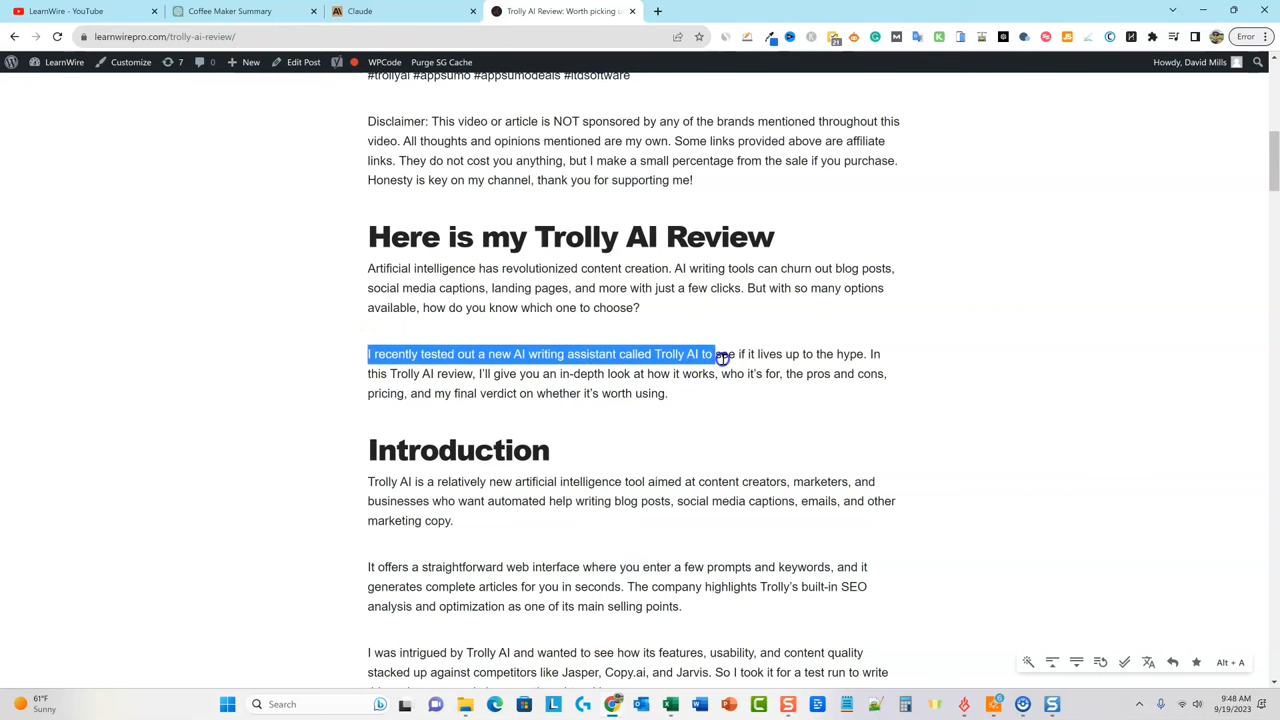 LearnWire - YouTube
Coffee Maker Summary
Claude
Trolly AI Review: Worth picking u
learnwirepro.com/trolly-ai-review/
21
Error
LearnWire
Customize
7
0
New
Edit Post
WPCode
Purge SG Cache
Howdy, David Mills
#trollyai #appsumo #appsumodeals #ltdsoftware
Disclaimer: This video or article is NOT sponsored by any of the brands mentioned throughout this
video. All thoughts and opinions mentioned are my own. Some links provided above are affiliate
links. They do not cost you anything, but I make a small percentage from the sale if you purchase.
Honesty is key on my channel, thank you for supporting me!
Here is my Trolly AI Review
Artificial intelligence has revolutionized content creation. AI writing tools can churn out blog posts,
social media captions, landing pages, and more with just a few clicks. But with so many options
available, how do you know which one to choose?
I recently tested out a new AI writing assistant called Trolly AI to see if it lives up to the hype. In
this Trolly AI review, I'll give you an in-depth look at how it works, who it's for, the pros and cons,
pricing, and my final verdict on whether it's worth using.
Introduction
Trolly AI is a relatively new artificial intelligence tool aimed at content creators, marketers, and
businesses who want automated help writing blog posts, social media captions, emails, and other
marketing copy.
It offers a straightforward web interface where you enter a few prompts and keywords, and it
generates complete articles for you in seconds. The company highlights Trolly's built-in SEO
analysis and optimization as one of its main selling points.
I was intrigued by Trolly AI and wanted to see how its features, usability, and content quality
stacked up against competitors like Jasper, Copy.ai, and Jarvis. So I took it for a test run to write
Alt + A
61°F
Sunny
Search
9:48 AM
9/19/2023